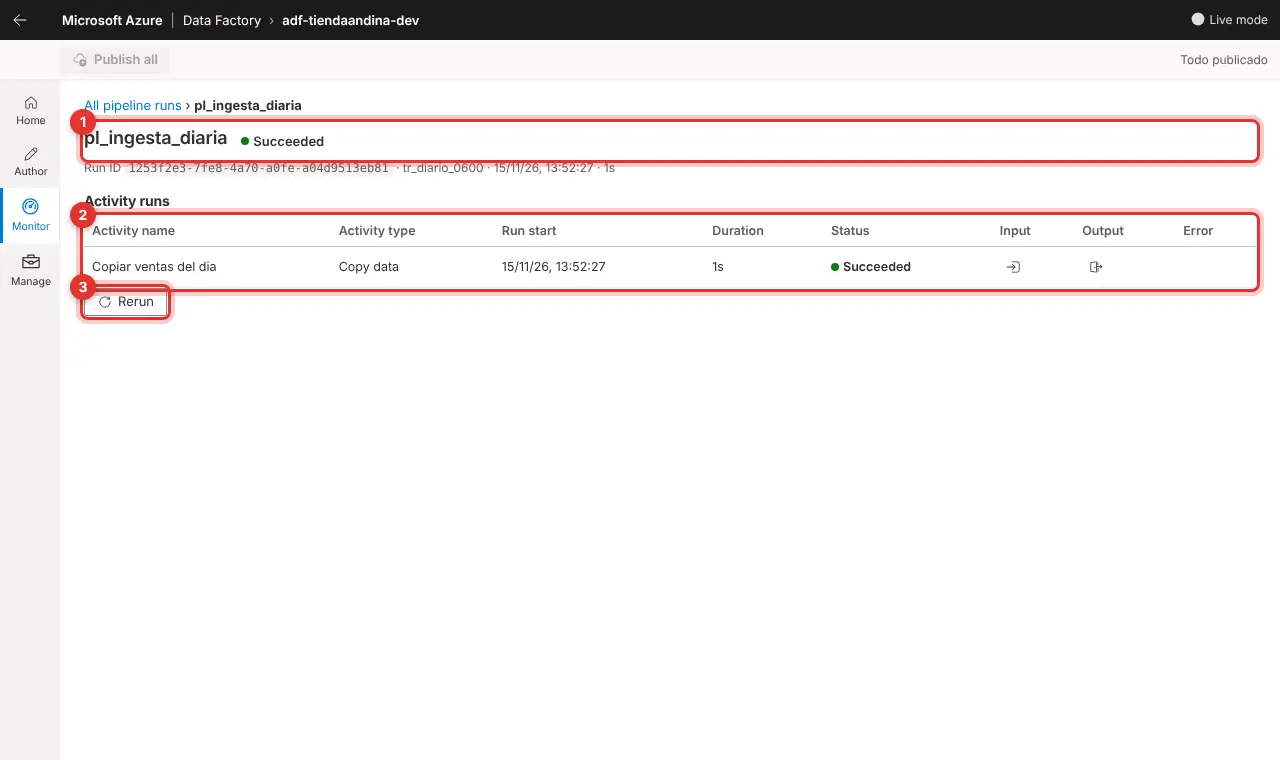 Microsoft Azure | Data Factory › adf-tiendaandina-dev
Live mode
Publish all
Todo publicado
Home
Author
Monitor
Manage
All pipeline runs › pl_ingesta_diaria
1
pl_ingesta_diaria Succeeded
Run ID 1253f2e3-7fe8-4a70-a0fe-a04d9513eb81 · tr_diario_0600 · 15/11/26, 13:52:27 · 1s
Activity runs
2
Activity name Activity type Run start Duration Status Input Output Error
Copiar ventas del dia Copy data 15/11/26, 13:52:27 1s Succeeded
3
Rerun